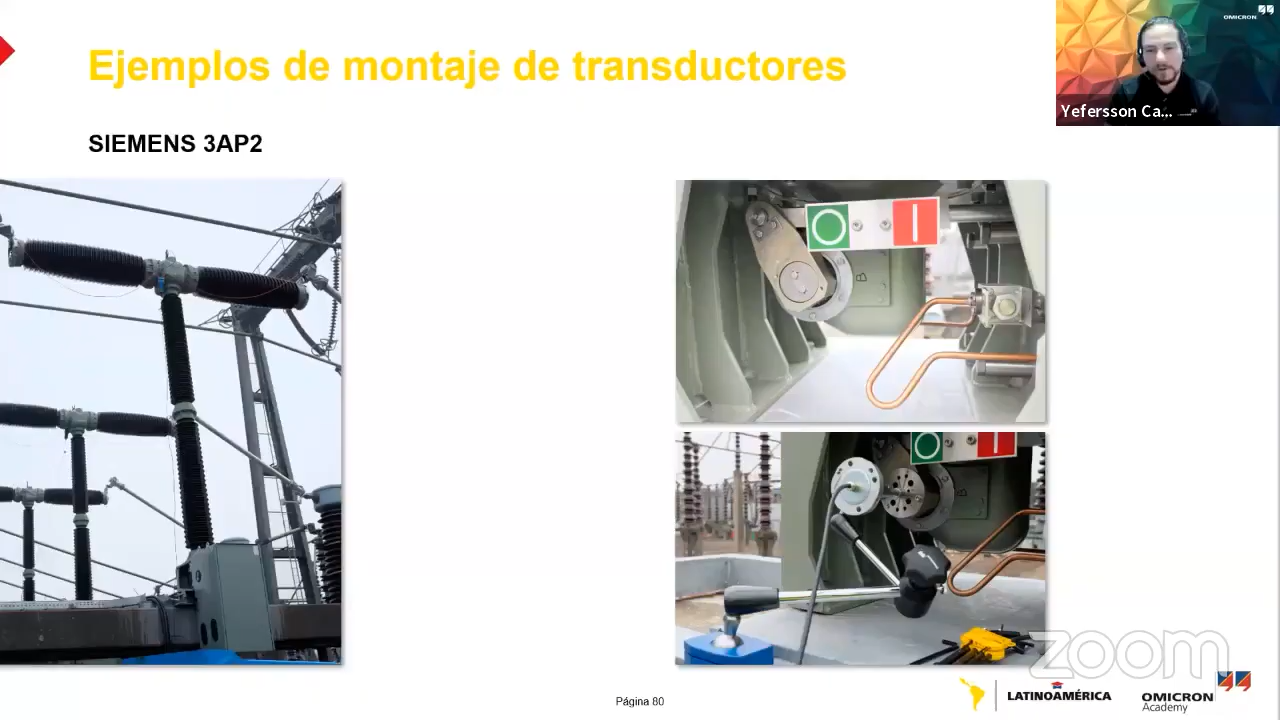 Ejemplos de montaje de transductores
OMICRON
Yefersson Ca...
SIEMENS 3AP2
B
zoom
Página 80
LATINOAMÉRICA
OMICRON
Academy